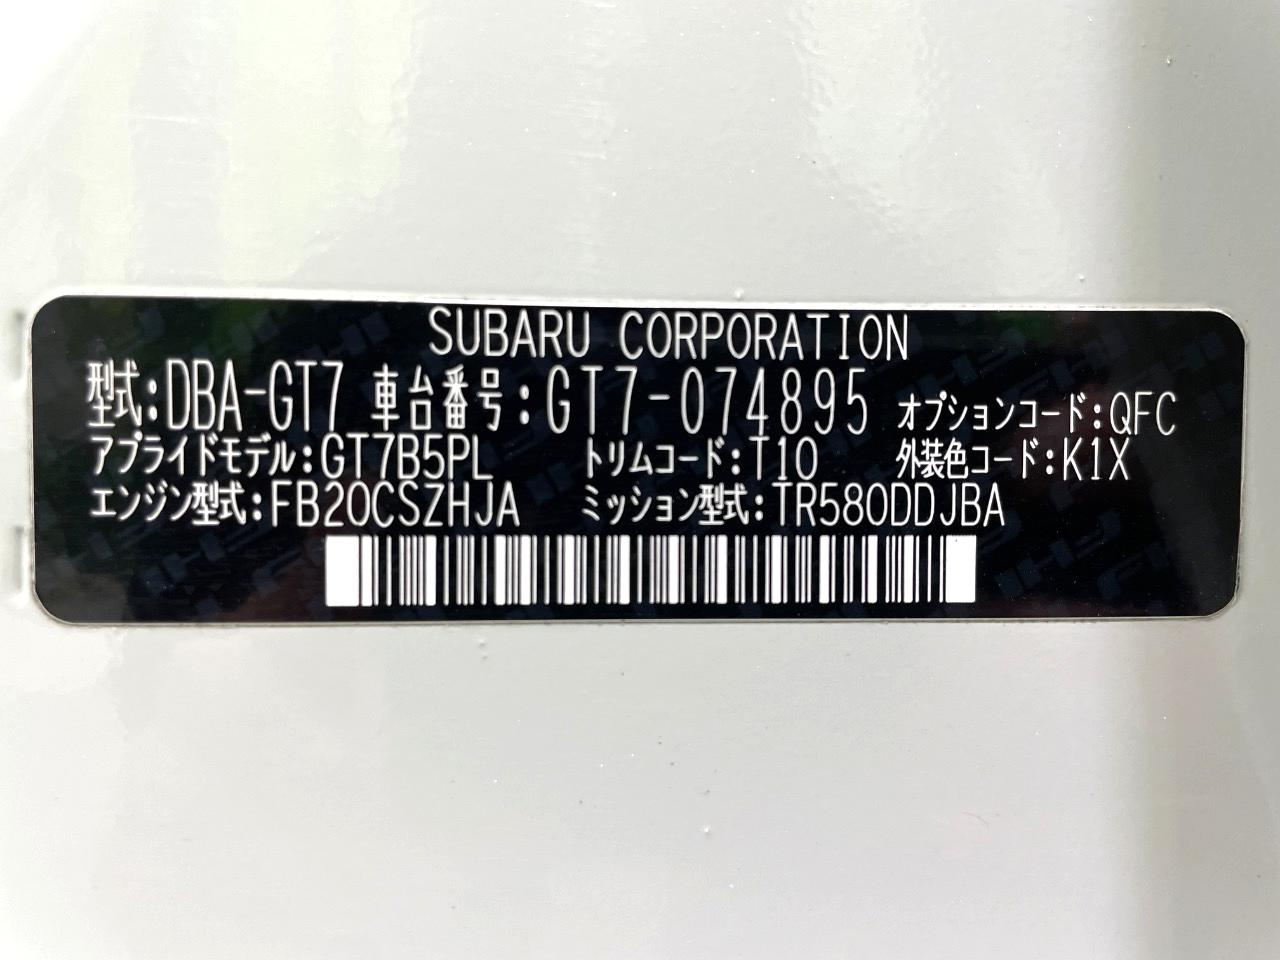 SUBARU CORPORATION
型式:DBA-GT7 車台番号:GT7-074895 オプションコード:QFC
アプライドモデル:GT7B5PL トリムコード:T10 外装色コード:K1X
エンジン型式:FB20CSZHJA ミッション型式:TR580DDJBA